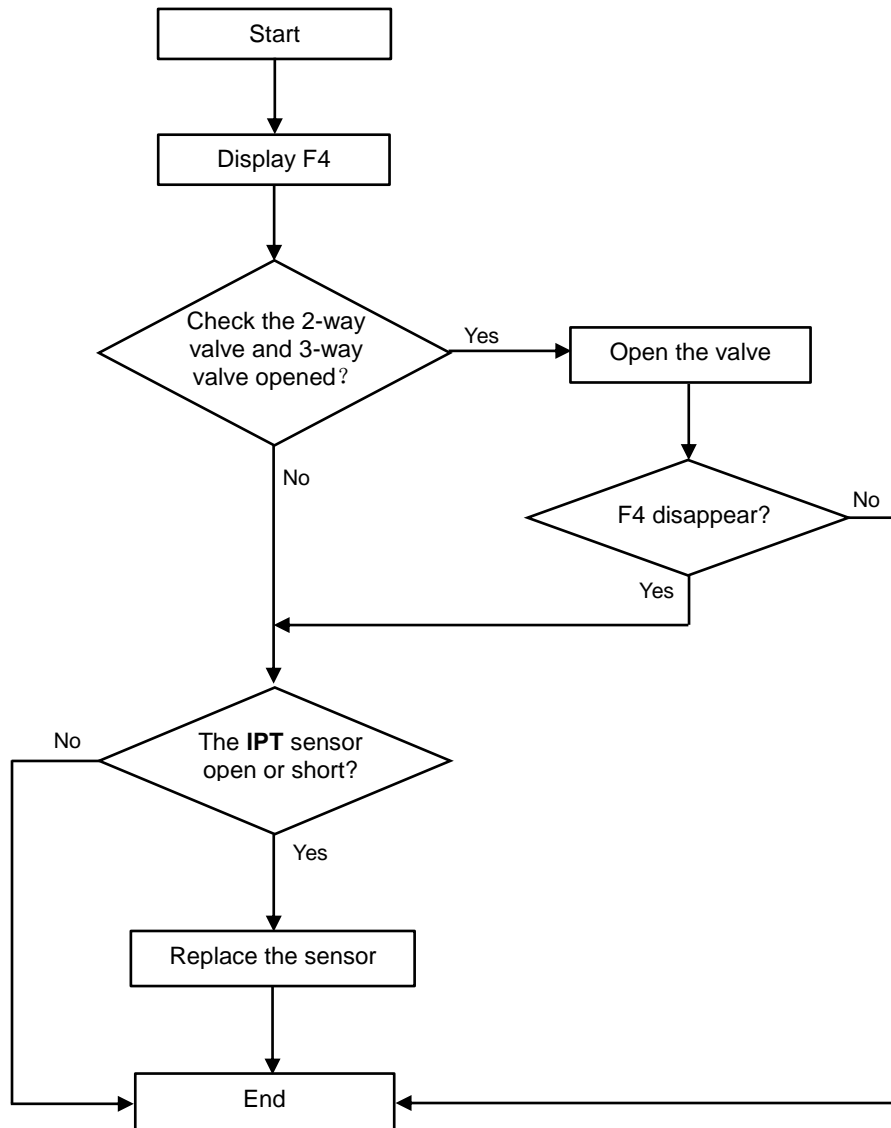 Start
Display F4
Check the 2-way
valve and 3-way
valve opened？
Yes
Open the valve
No
F4 disappear?
No
Yes
No
The IPT sensor
open or short?
Yes
Replace the sensor
End